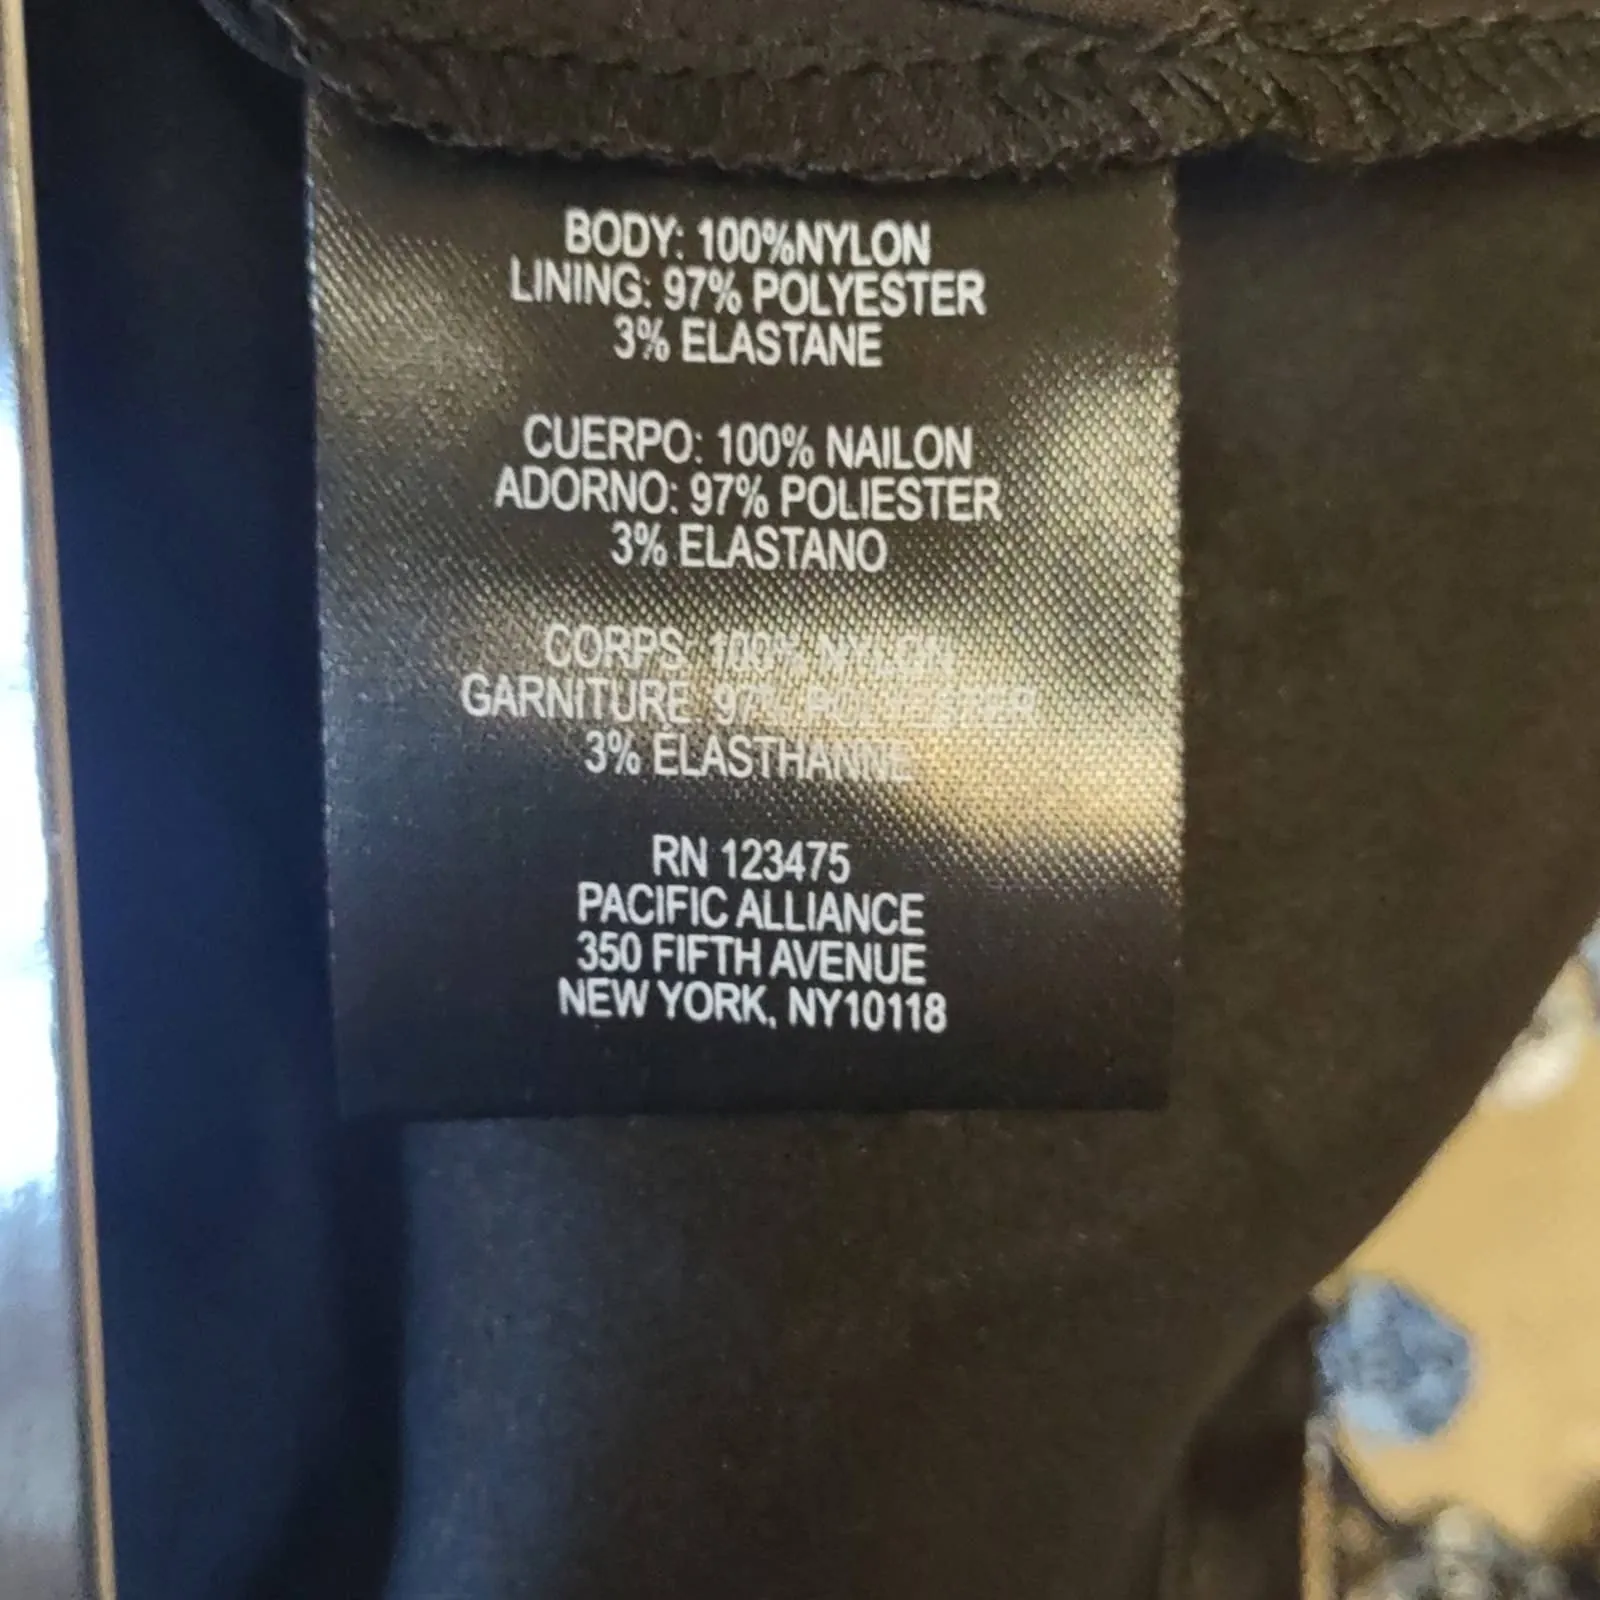 BODY: 100%NYLON
LINING: 97% POLYESTER
3% ELASTANE
CUERPO: 100% NAILON
ADORNO: 97% POLIESTER
3% ELASTANO
CORPS: 100% NYLON
GARNITURE: 97% POLYESTER
3% ELASTHANNE
RN 123475
PACIFIC ALLIANCE
350 FIFTH AVENUE
NEW YORK, NY10118